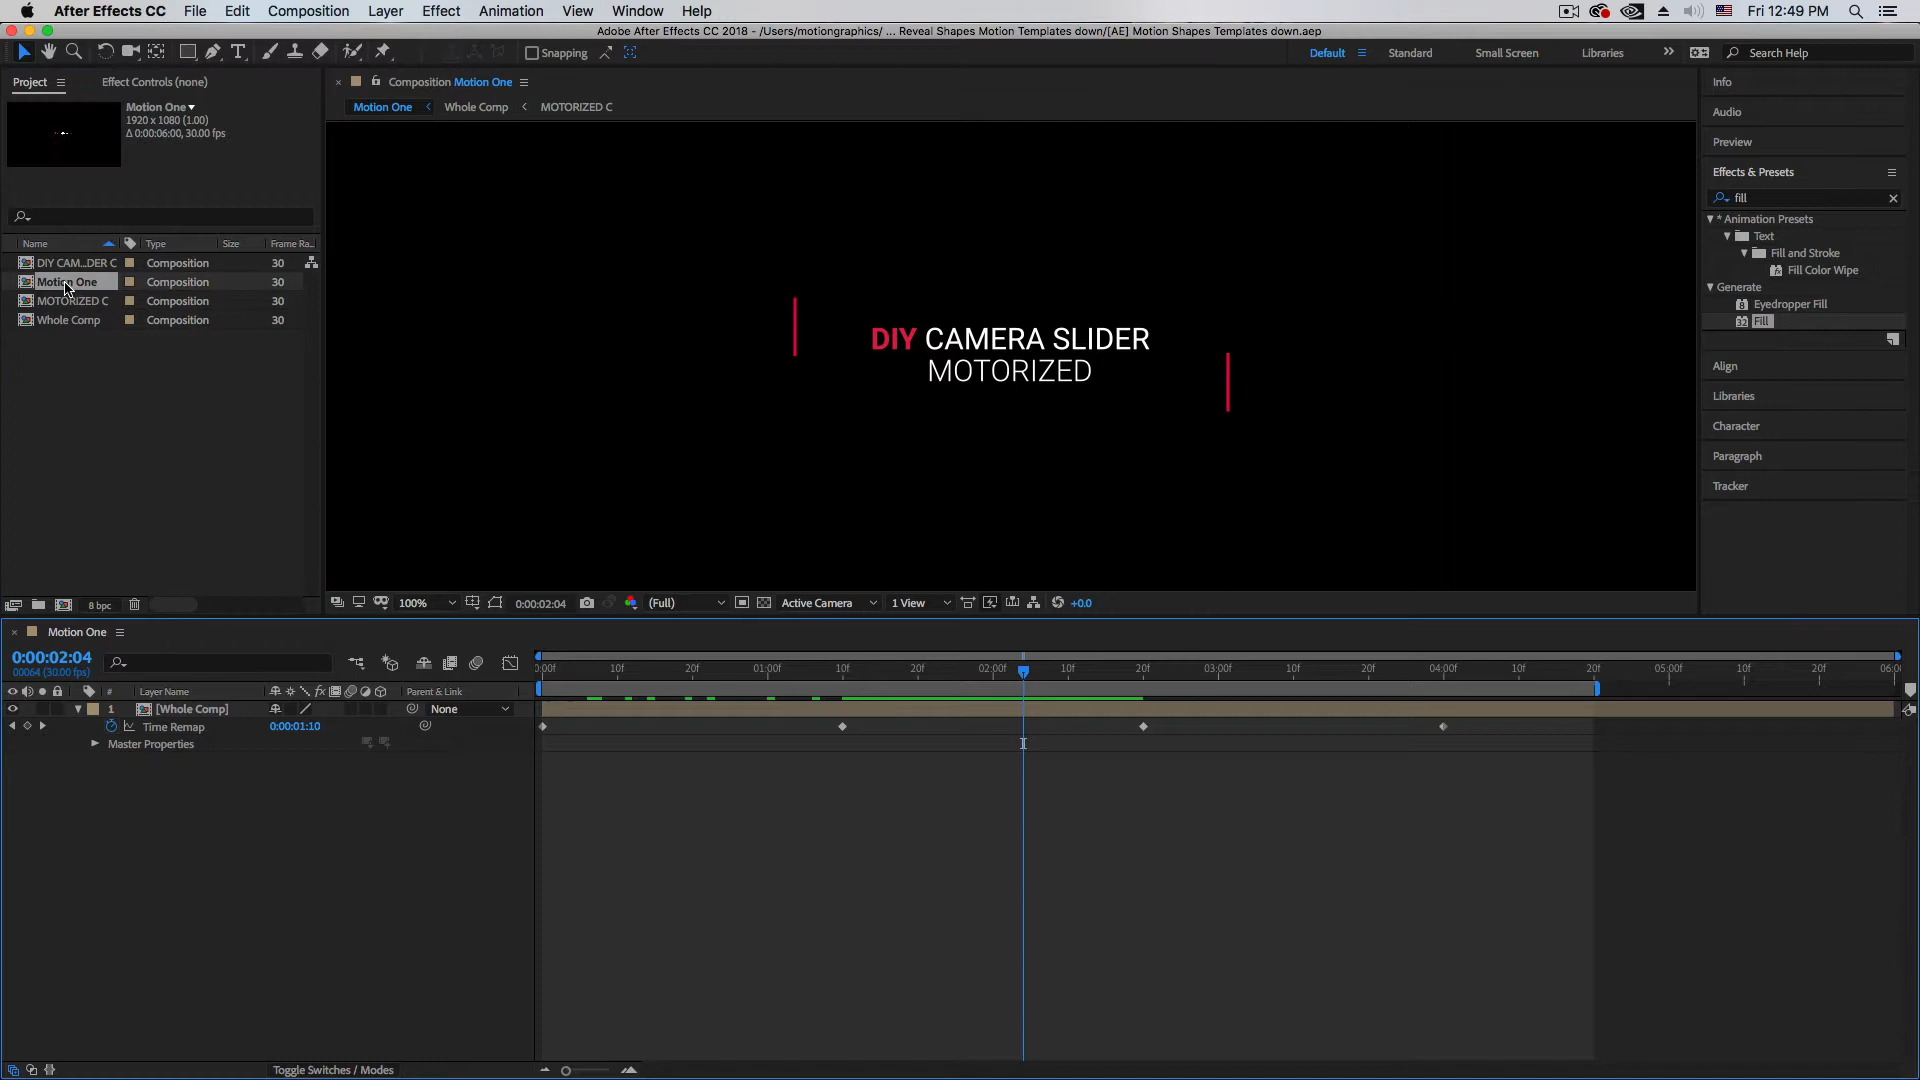 After Effects CC File Edit Composition Layer Effect Animation View Window Help Fri 12:49 PM
Adobe After Effects CC 2018 - /Users/motiongraphics/ ... Reveal Shapes Motion Templates down/[AE] Motion Shapes Templates down.aep
Snapping Default Standard Small Screen Libraries Search Help
Project Effect Controls (none)
Composition Motion One
Motion One Whole Comp MOTORIZED C
Motion One
1920 x 1080 (1.00)
Δ 0:00:06:00, 30.00 fps
Name Type Size Frame Ra...
DIY CAM...DER C Composition 30
Motion One Composition 30
MOTORIZED C Composition 30
Whole Comp Composition 30
8 bpc
DIY CAMERA SLIDER
MOTORIZED
100% 0:00:02:04 (Full) Active Camera 1 View +0.0
Info
Audio
Preview
Effects & Presets
fill
* Animation Presets
Text
Fill and Stroke
Fill Color Wipe
Generate
Eyedropper Fill
Fill
Align
Libraries
Character
Paragraph
Tracker
Motion One
0:00:02:04
00064 (30.00 fps)
0:00f 10f 20f 01:00f 10f 20f 02:00f 10f 20f 03:00f 10f 20f 04:00f 10f 20f 05:00f 10f 20f 06:00
# Layer Name fx Parent & Link
1 [Whole Comp] None
Time Remap 0:00:01:10
Master Properties
Toggle Switches / Modes